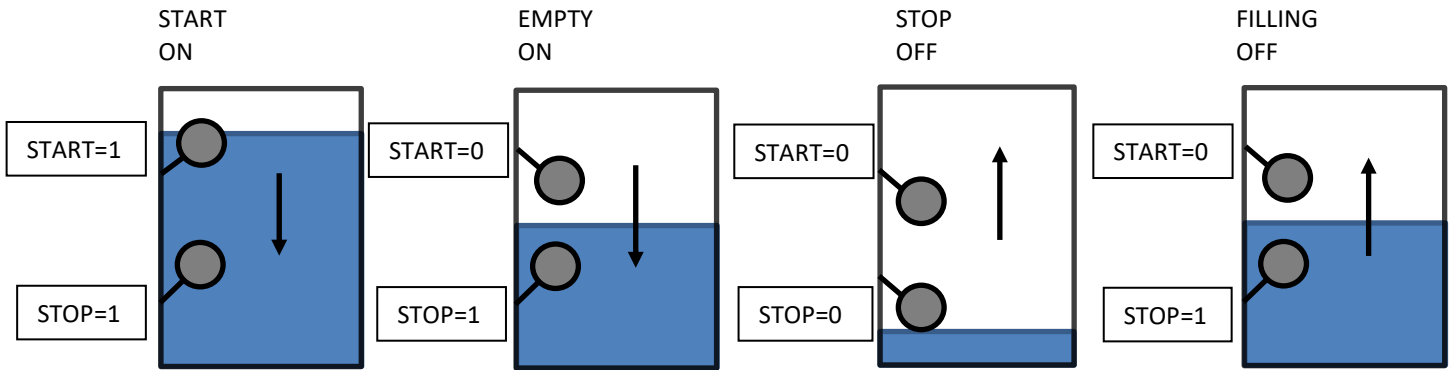 START
ON
EMPTY
ON
STOP
OFF
FILLING
OFF
START=1
START=0
START=0
START=0
STOP=1
STOP=1
STOP=0
STOP=1